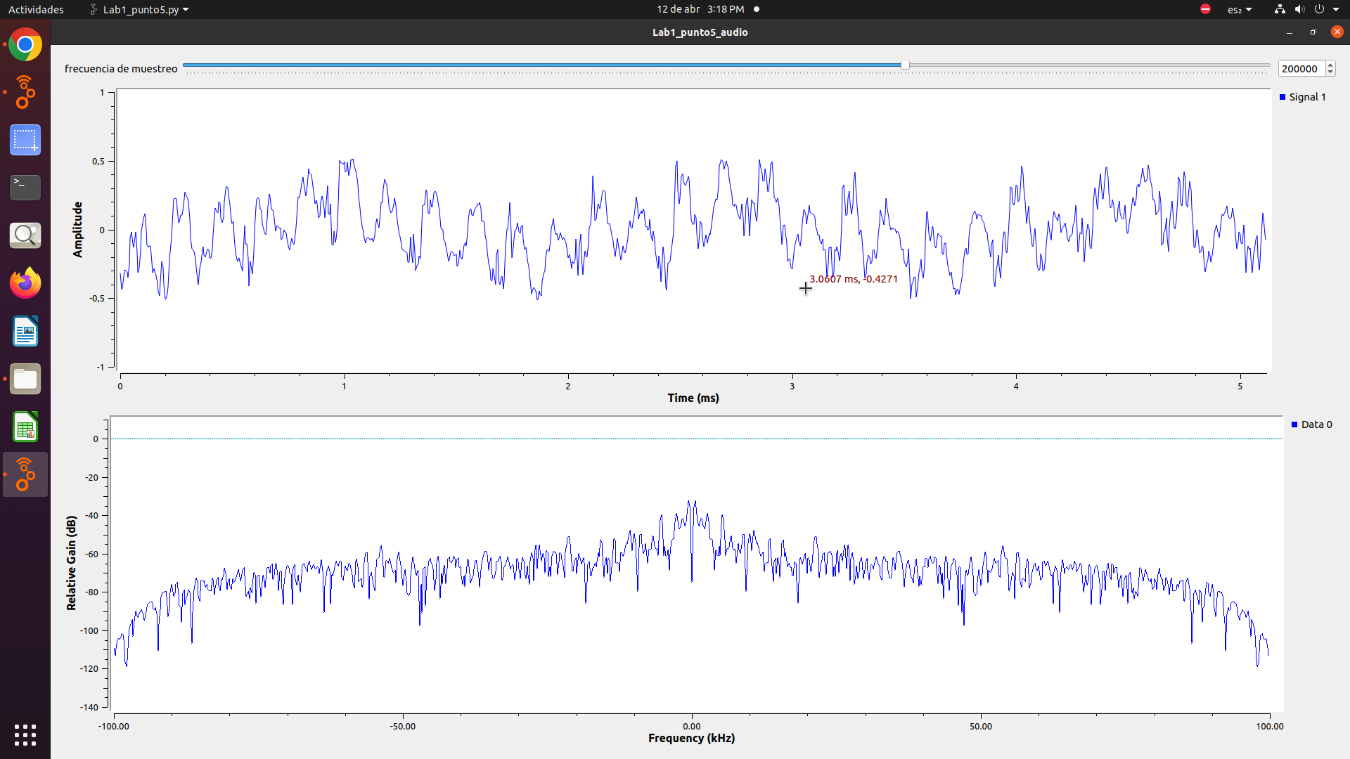 Actividades Lab1_punto5.py 12 de abr 3:18 PM es₂
Lab1_punto5_audio
frecuencia de muestreo 200000
Signal 1
1
0,5
0
-0,5
-1
Amplitude
3.0607 ms, -0.4271
0 1 2 3 4 5
Time (ms)
Data 0
0
-20
-40
-60
-80
-100
-120
-140
Relative Gain (dB)
-100.00 -50.00 0.00 50.00 100.00
Frequency (kHz)